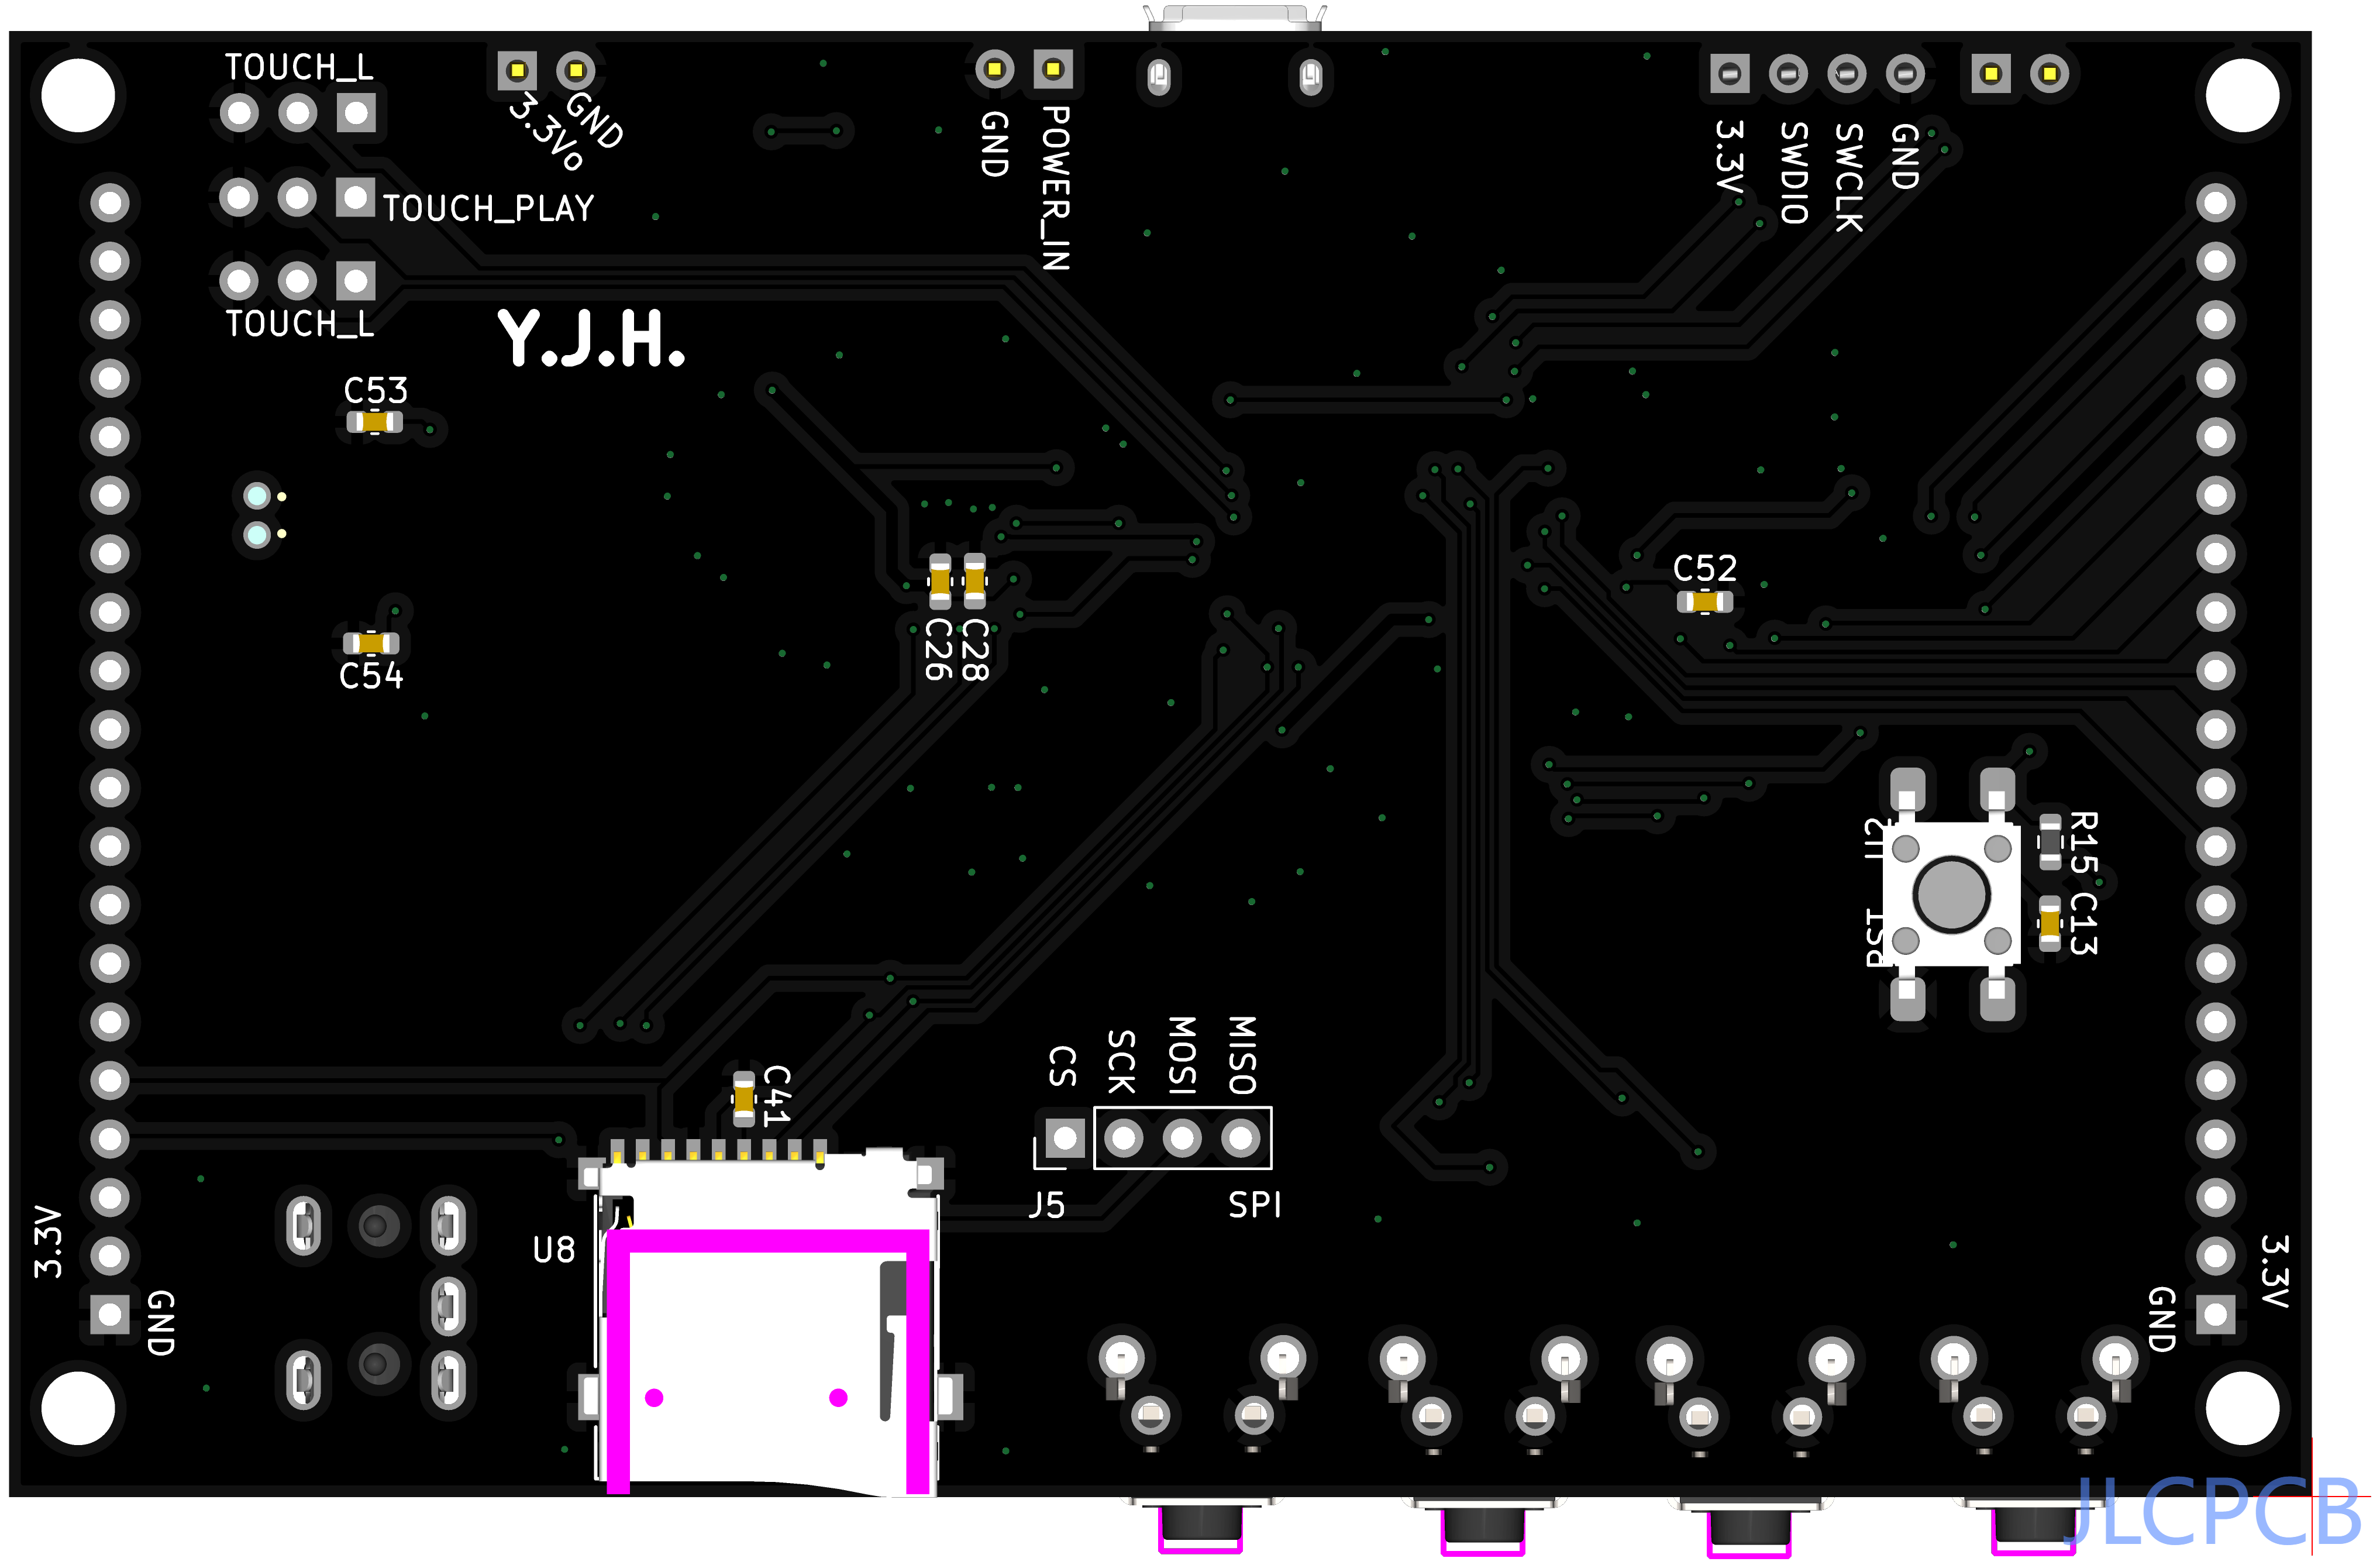 TOUCH_L
3.3Vo
GND
GND
POWER_IN
3.3V
SWDIO
SWCLK
GND
TOUCH_PLAY
TOUCH_L
Y.J.H.
C53
C52
C54
C26
C28
R15
C13
RST
C41
CS
SCK
MOSI
MISO
J5
SPI
U8
3.3V
GND
3.3V
GND
JLCPCB